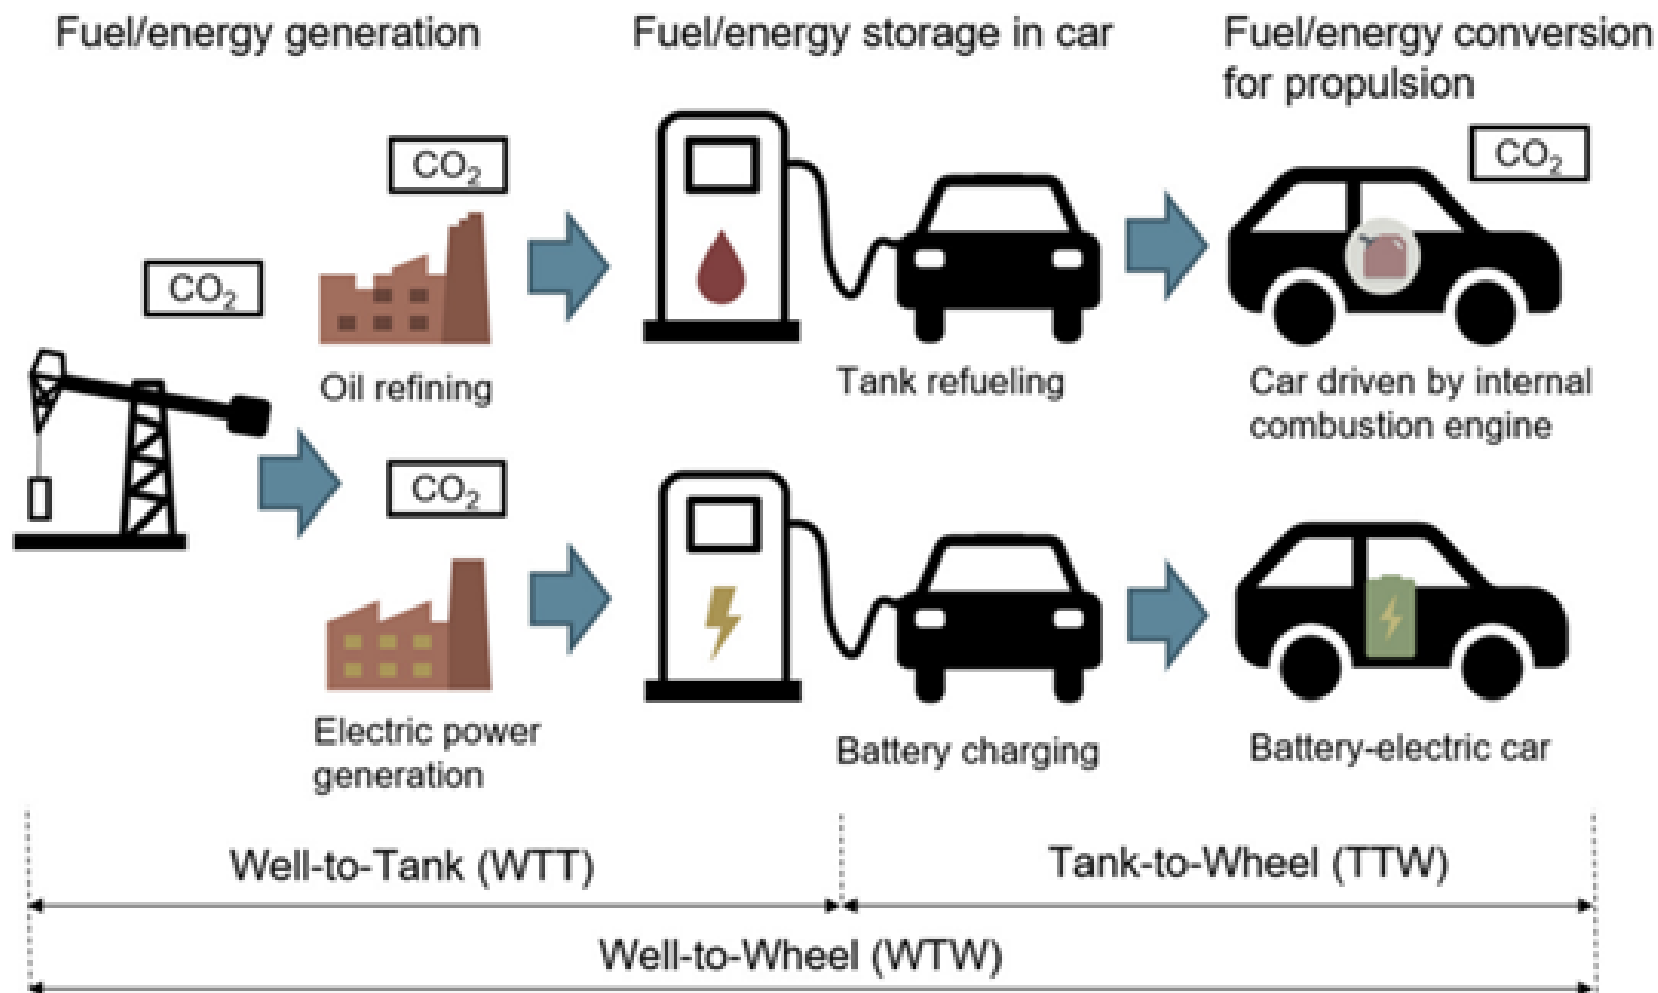 Fuel/energy generation
Fuel/energy storage in car
Fuel/energy conversion
for propulsion
CO₂
CO₂
CO₂
Oil refining
Tank refueling
Car driven by internal
combustion engine
CO₂
Electric power
generation
Battery charging
Battery-electric car
Well-to-Tank (WTT)
Tank-to-Wheel (TTW)
Well-to-Wheel (WTW)